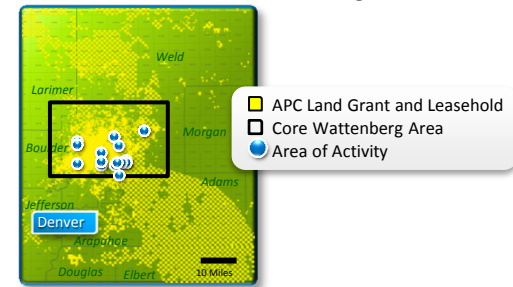 Weld
Larimer
Morgan
Boulder
Adams
Jefferson
Denver
Arapahoe
Douglas Elbert
10 Miles
APC Land Grant and Leasehold
Core Wattenberg Area
Area of Activity